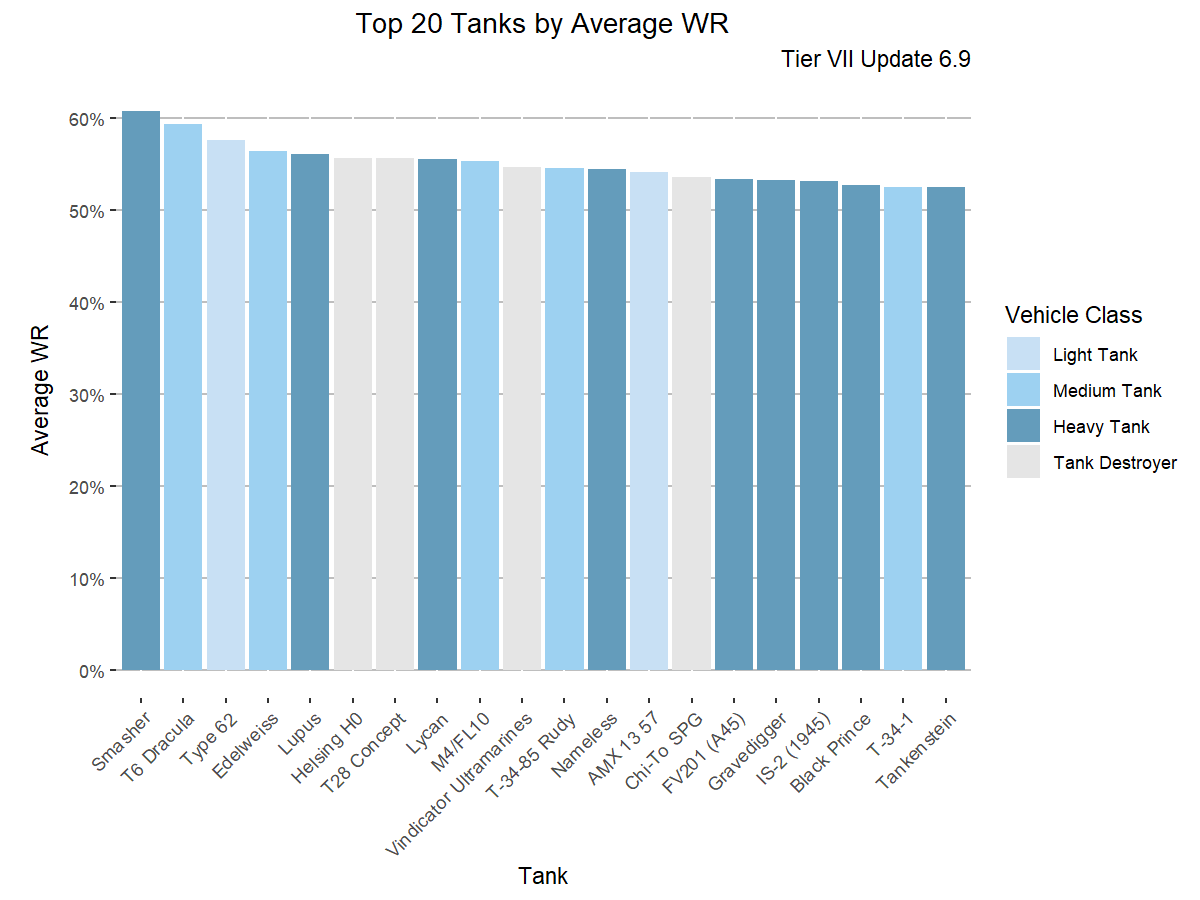 Top 20 Tanks by Average WR
Tier VII Update 6.9
60%
50%
40%
30%
20%
10%
0%
Average WR
Smasher
T6 Dracula
Type 62
Edelweiss
Lupus
Helsing H0
T28 Concept
Lycan
M4/FL10
Vindicator Ultramarines
T-34-85 Rudy
Nameless
AMX 13 57
Chi-To SPG
FV201 (A45)
Gravedigger
IS-2 (1945)
Black Prince
T-34-1
Tankenstein
Tank
Vehicle Class
Light Tank
Medium Tank
Heavy Tank
Tank Destroyer